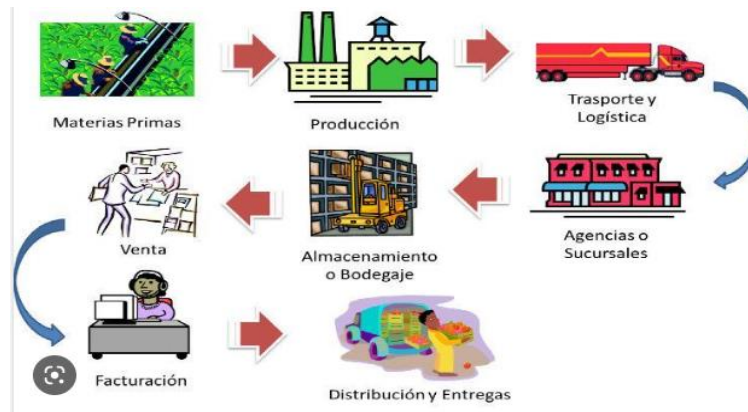 Materias Primas
Producción
Trasporte y
Logística
Venta
Almacenamiento
o Bodegaje
Agencias o
Sucursales
Facturación
Distribución y Entregas